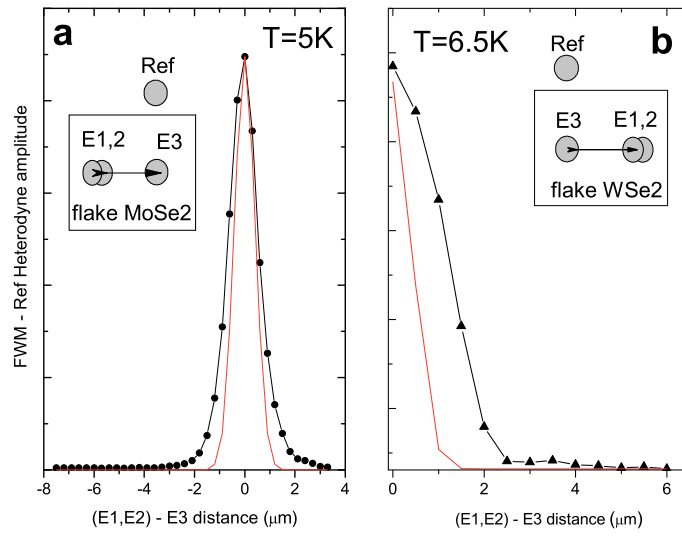 a
T=5K
Ref
E1,2
E3
flake MoSe2
FWM - Ref Heterodyne amplitude
-8 -6 -4 -2 0 2 4
(E1,E2) - E3 distance (μm)
T=6.5K
b
Ref
E3
E1,2
flake WSe2
0 2 4 6
(E1,E2) - E3 distance (μm)